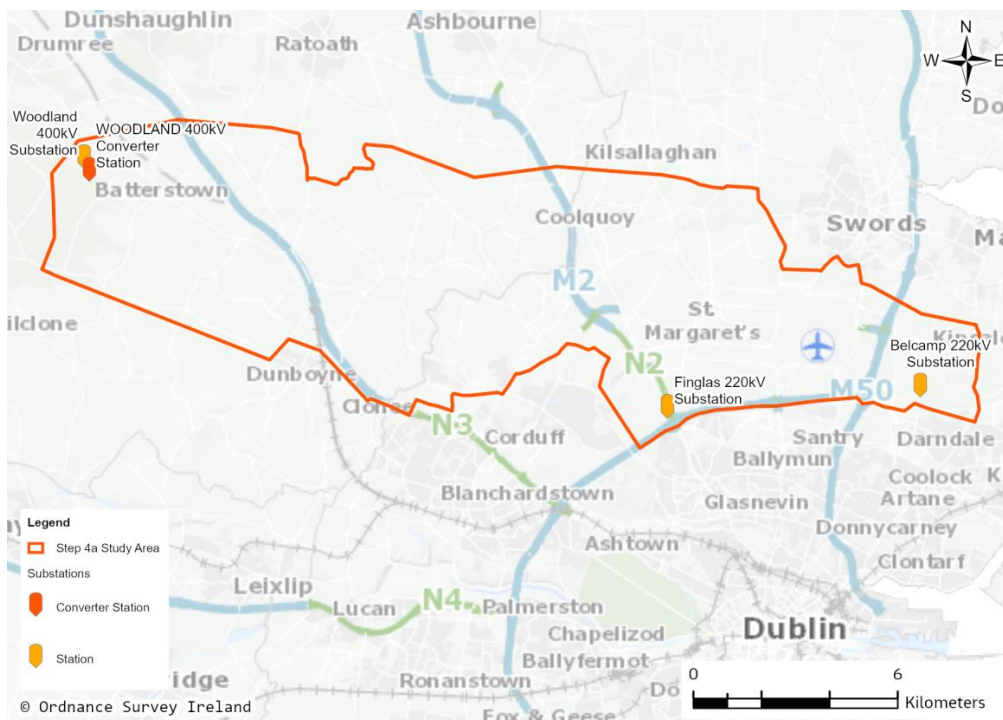 Dunshaughlin
Ashbourne
Drumree
Ratoath
N
W E
S
Woodland
400kV
Substation
WOODLAND 400kV
Converter
Station
Batterstown
Kilsallaghan
Coolquoy
Swords
M2
St.
Margaret's
Belcamp 220kV
Substation
N2
Finglas 220kV
Substation
M50
Dunboyne
Clonee
N3
Corduff
Santry
Darndale
Ballymun
Coolock
Artane
Blanchardstown
Glasnevin
Donnycarney
Ashtown
Clontarf
Legend
Step 4a Study Area
Substations
Converter Station
Station
Leixlip
Lucan
N4
Palmerston
Chapelizod
Ballyfermot
Dublin
Ronanstown
Fox & Geese
0 6
Kilometers
© Ordnance Survey Ireland